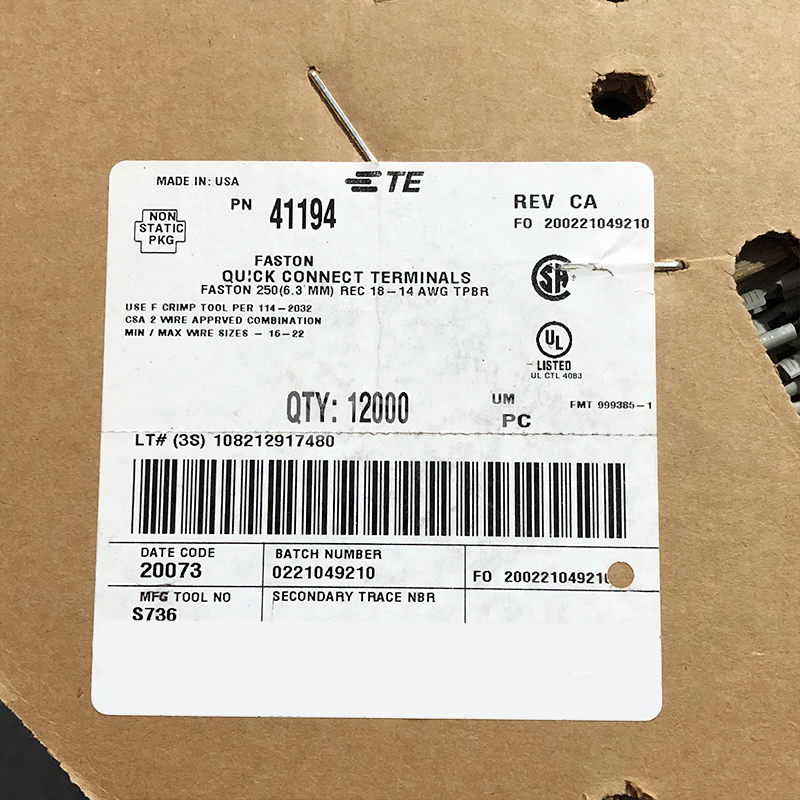 MADE IN: USA
TE
PN 41194
REV CA
FO 200221049210
NON
STATIC
PKG
FASTON
QUICK CONNECT TERMINALS
FASTON 250(6.3 MM) REC 18-14 AWG TPBR
SA
USE F CRIMP TOOL PER 114-2032
CSA 2 WIRE APPRVED COMBINATION
MIN / MAX WIRE SIZES - 16-22
UL
LISTED
UL CTL 40B3
QTY: 12000
UM
PC
FMT 999385-1
LT# (3S) 108212917480
DATE CODE
20073
BATCH NUMBER
0221049210
FO 20022104921
MFG TOOL NO
S736
SECONDARY TRACE NBR